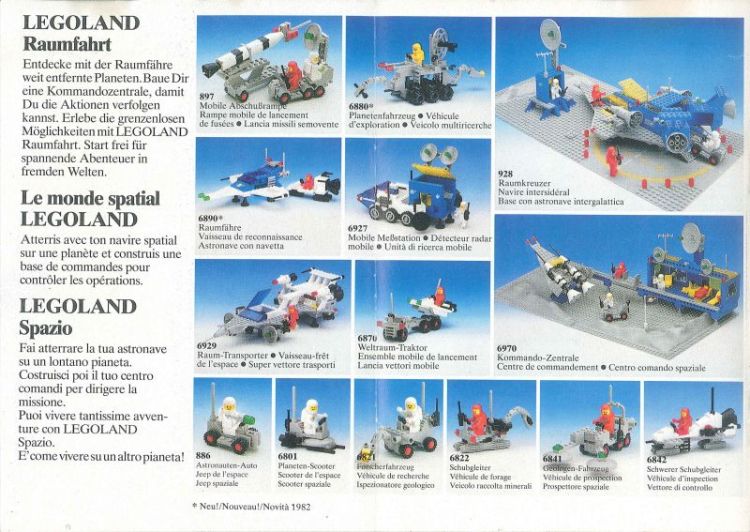 LEGOLAND
Raumfahrt
Entdecke mit der Raumfähre
weit entfernte Planeten. Baue Dir
eine Kommandozentrale, damit
Du die Aktionen verfolgen
kannst. Erlebe die grenzenlosen
Möglichkeiten mit LEGOLAND
Raumfahrt. Start frei für
spannende Abenteuer in
fremden Welten.
Le monde spatial
LEGOLAND
Atterris avec ton navire spatial
sur une planète et construis une
base de commandes pour
contrôler les opérations.
LEGOLAND
Spazio
Fai atterrare la tua astronave
su un lontano pianeta.
Costruisci poi il tuo centro
comandi per dirigere la
missione.
Puoi vivere tantissime avven-
ture con LEGOLAND
Spazio.
E'come vivere su un altro pianeta!
897
Mobile Abschußrampe
Rampe mobile de lancement
de fusées ● Lancia missili semovente
6880*
Planetenfahrzeug ● Véhicule
d'exploration ● Veicolo multiricerche
928
Raumkreuzer
Navire intersidéral
Base con astronave intergalattica
6890*
Raumfähre
Vaisseau de reconnaissance
Astronave con navetta
6927
Mobile Meßstation ● Détecteur radar
mobile ● Unità di ricerca mobile
6929
Raum-Transporter ● Vaisseau-frêt
de l'espace ● Super vettore trasporti
6870
Weltraum-Traktor
Ensemble mobile de lancement
Lancia vettori mobile
6970
Kommando-Zentrale
Centre de commandement ● Centro comando spaziale
886
Astronauten-Auto
Jeep de l'espace
Jeep spaziale
6801
Planeten-Scooter
Scooter de l'espace
Scooter spaziale
6821
Forscherfahrzeug
Véhicule de recherche
Ispezionatore geologico
6822
Schubgleiter
Véhicule de forage
Veicolo raccolta minerali
6841
Geologen-Fahrzeug
Véhicule de prospection
Prospettore spaziale
6842
Schwerer Schubgleiter
Véhicule d'inspection
Vettore di controllo
* Neu!/Nouveau!/Novità 1982